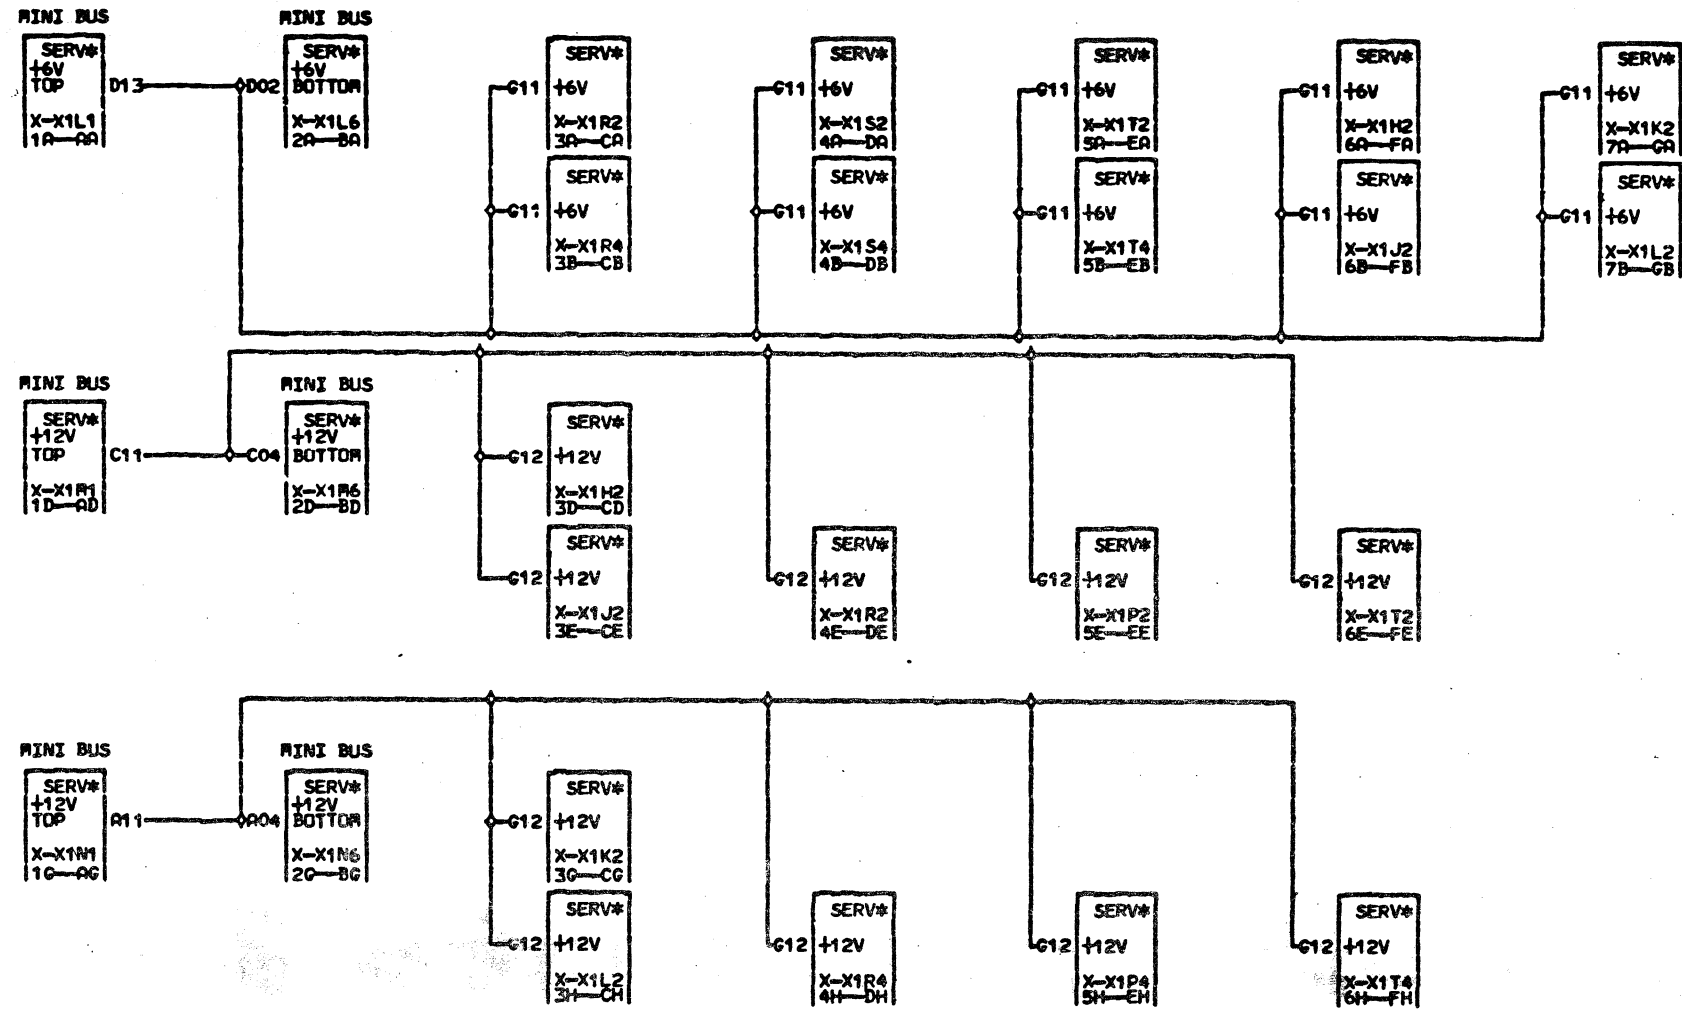 MINI BUS
SERV*
+6V
TOP
D13
X-X1L1
1A-AA
MINI BUS
D02
SERV*
+6V
BOTTOM
X-X1L6
2A-BA
SERV*
G11 +6V
X-X1R2
3A-CA
SERV*
G11 +6V
X-X1R4
3B-CB
SERV*
G11 +6V
X-X1S2
4A-DA
SERV*
G11 +6V
X-X1S4
4B-DB
SERV*
G11 +6V
X-X1T2
5A-EA
SERV*
G11 +6V
X-X1T4
5B-EB
SERV*
G11 +6V
X-X1H2
6A-FA
SERV*
G11 +6V
X-X1J2
6B-FB
SERV*
G11 +6V
X-X1K2
7A-GA
SERV*
G11 +6V
X-X1L2
7B-GB
MINI BUS
SERV*
+12V
TOP
C11
X-X1M1
1D-AD
MINI BUS
C04
SERV*
+12V
BOTTOM
X-X1M6
2D-BD
SERV*
G12 +12V
X-X1H2
3D-CD
SERV*
G12 +12V
X-X1J2
3E-CE
SERV*
G12 +12V
X-X1R2
4E-DE
SERV*
G12 +12V
X-X1P2
5E-EE
SERV*
G12 +12V
X-X1T2
6E-FE
MINI BUS
SERV*
+12V
TOP
A11
X-X1N1
1G-AG
MINI BUS
A04
SERV*
+12V
BOTTOM
X-X1N6
2G-BG
SERV*
G12 +12V
X-X1K2
3G-CG
SERV*
G12 +12V
X-X1L2
3H-CH
SERV*
G12 +12V
X-X1R4
4H-DH
SERV*
G12 +12V
X-X1P4
5H-EH
SERV*
G12 +12V
X-X1T4
6H-FH